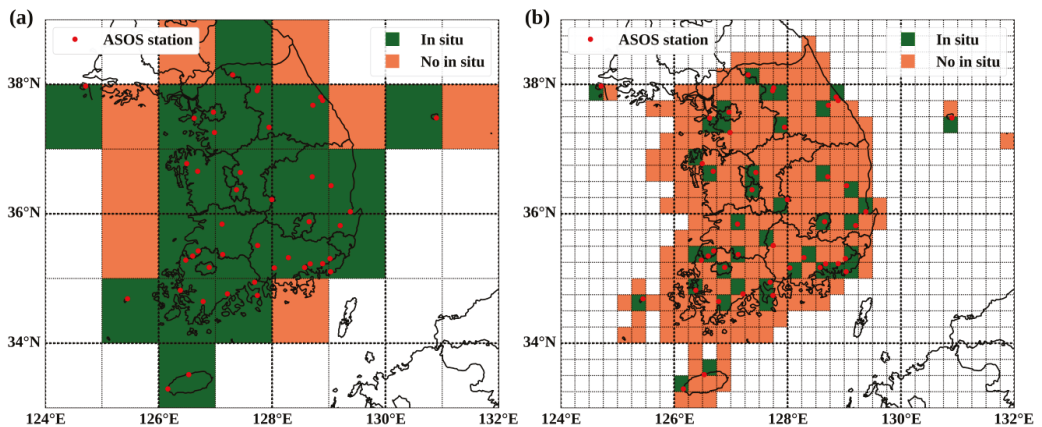 (a)
ASOS station
In situ
No in situ
38°N
36°N
34°N
124°E
126°E
128°E
130°E
132°E
(b)
ASOS station
In situ
No in situ
38°N
36°N
34°N
124°E
126°E
128°E
130°E
132°E